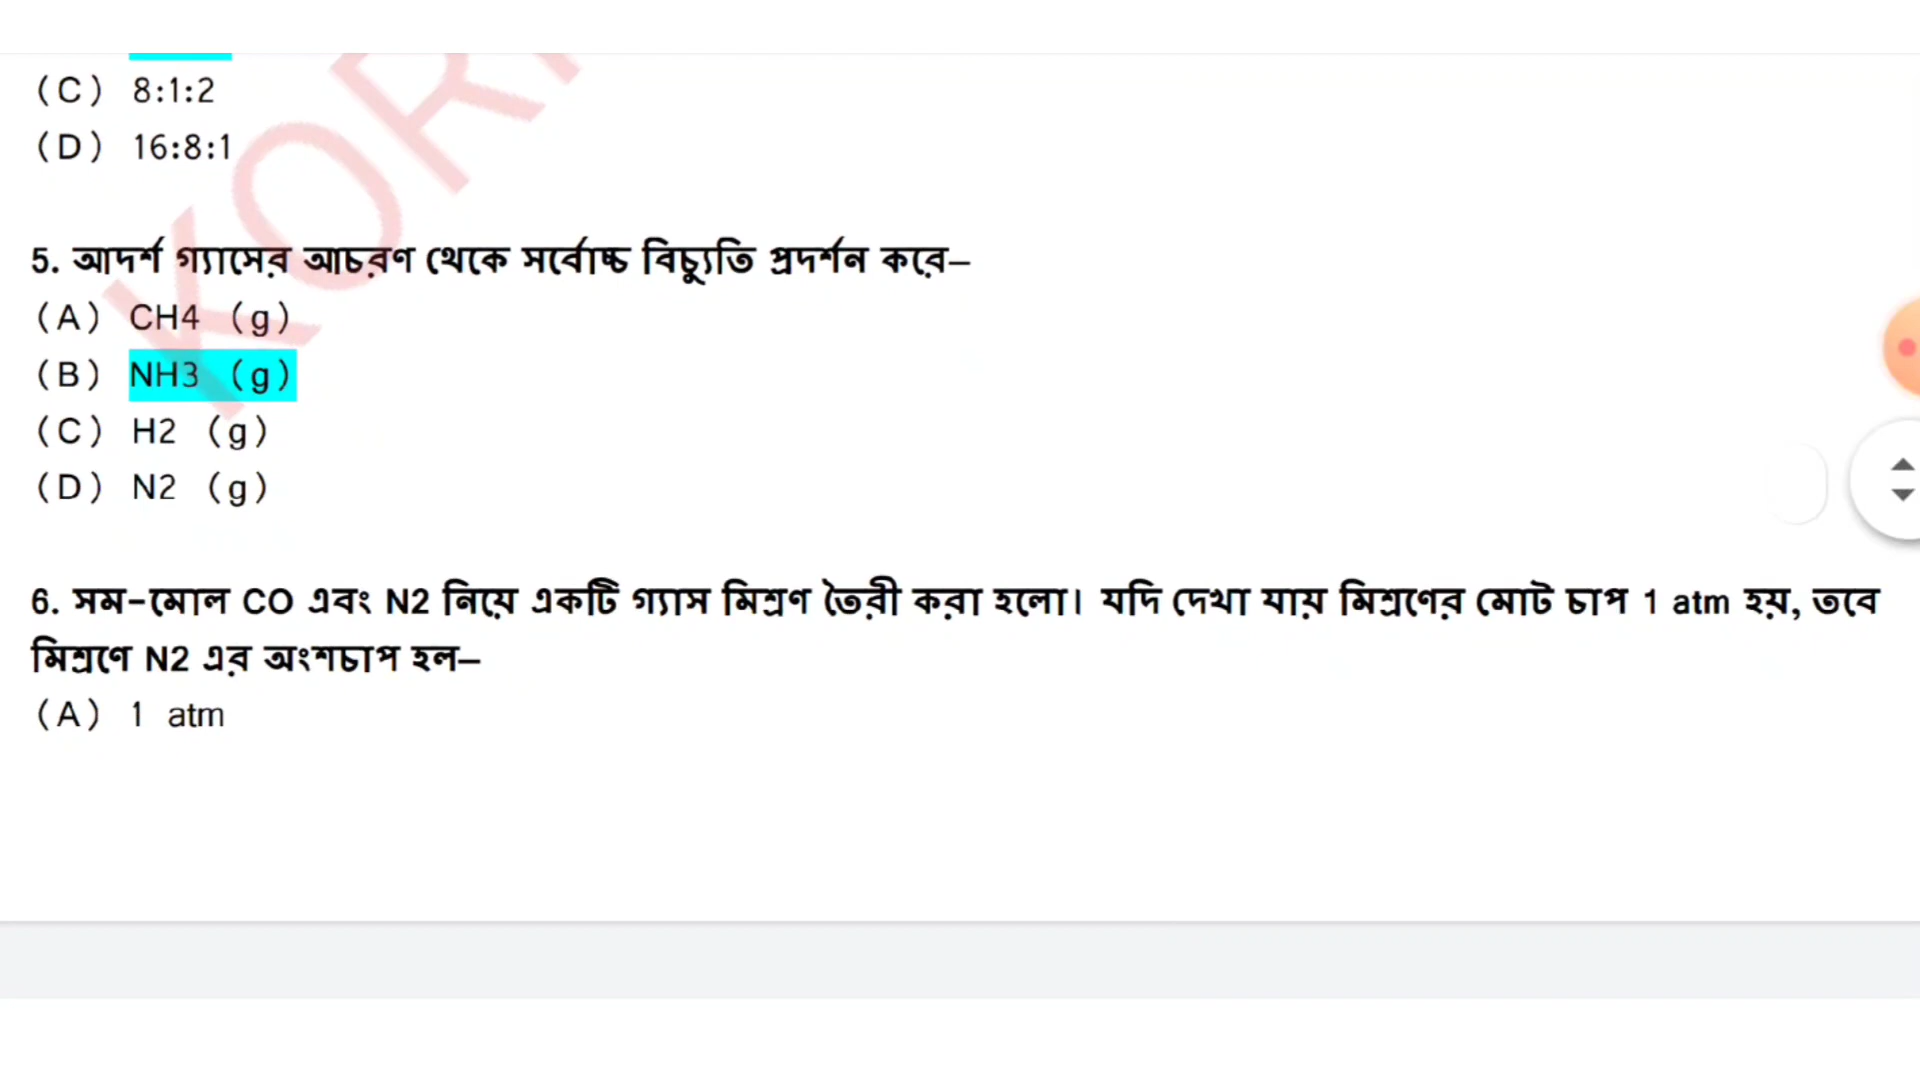 (C) 8:1:2
(D) 16:8:1
KOR
5. আদর্শ গ্যাসের আচরণ থেকে সর্বোচ্চ বিচ্যুতি প্রদর্শন করে–
(A) CH4 (g)
(B) NH3 (g)
(C) H2 (g)
(D) N2 (g)
6. সম-মোল CO এবং N2 নিয়ে একটি গ্যাস মিশ্রণ তৈরী করা হলো। যদি দেখা যায় মিশ্রণের মোট চাপ 1 atm হয়, তবে
মিশ্রণে N2 এর অংশচাপ হল–
(A) 1 atm